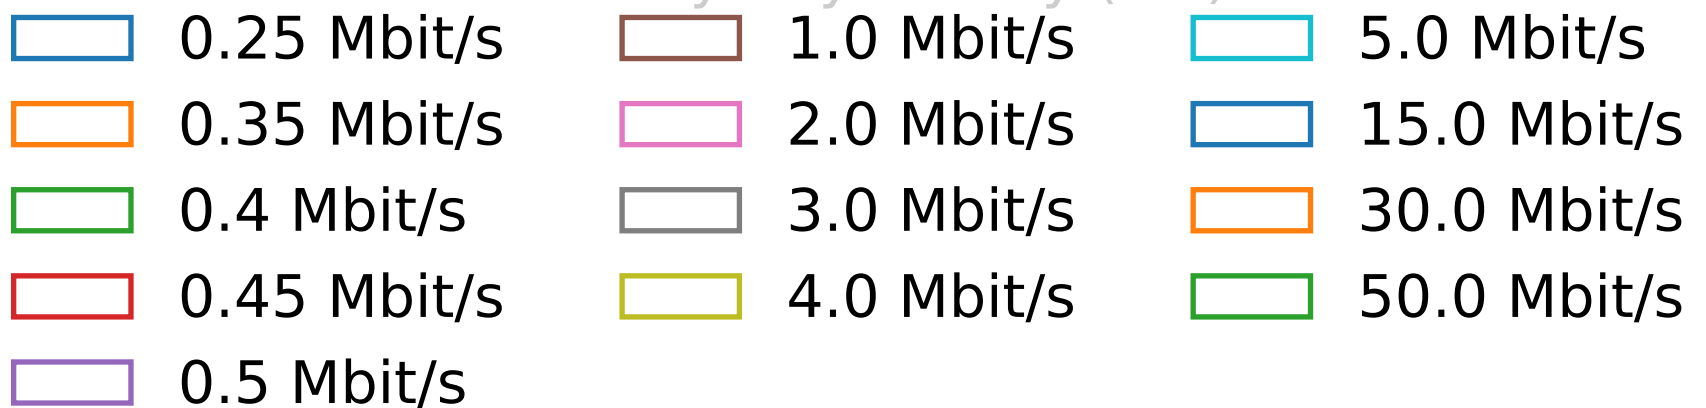 0.25 Mbit/s
0.35 Mbit/s
0.4 Mbit/s
0.45 Mbit/s
0.5 Mbit/s
1.0 Mbit/s
2.0 Mbit/s
3.0 Mbit/s
4.0 Mbit/s
5.0 Mbit/s
15.0 Mbit/s
30.0 Mbit/s
50.0 Mbit/s